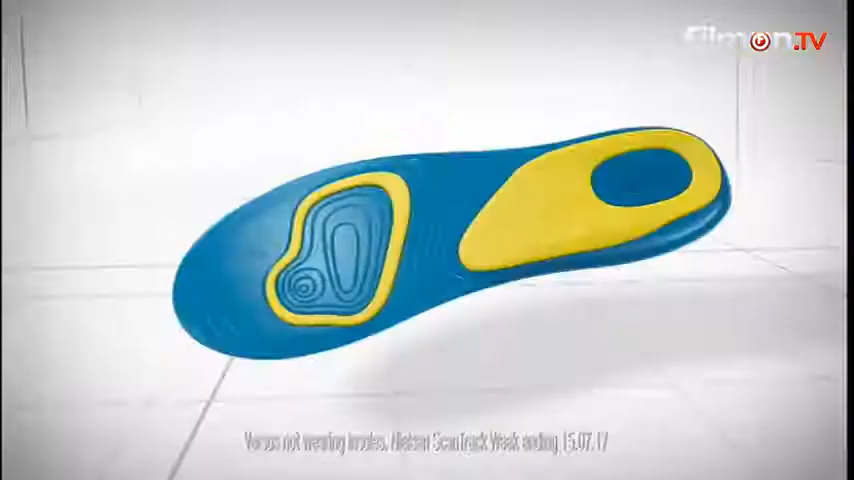 filmon.TV
Versus not wearing insoles. Nielsen ScanTrack Week ending 15.07.17